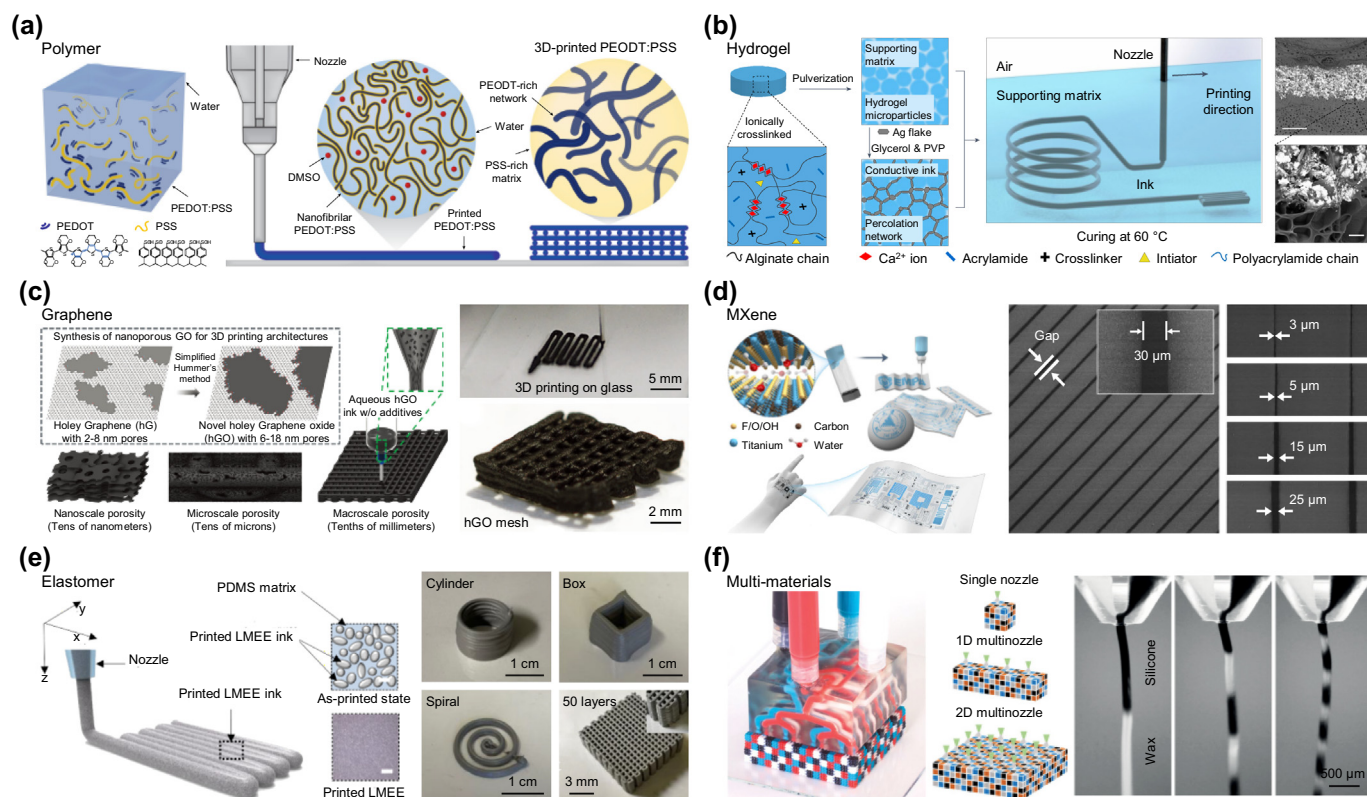 (a)
Polymer
Water
PEDOT:PSS
PEDOT
PSS
Nozzle
DMSO
Nanofibrilar
PEDOT:PSS
Water
Printed
PEDOT:PSS
3D-printed PEODT:PSS
PEODT-rich
network
PSS-rich
matrix
(b)
Hydrogel
Pulverization
Ionically
crosslinked
Supporting
matrix
Hydrogel
microparticles
Ag flake
Glycerol & PVP
Conductive ink
Percolation network
Air
Supporting matrix
Nozzle
Printing
direction
Ink
Curing at 60 °C
Alginate chain
Ca²⁺ ion
Acrylamide
Crosslinker
Intiator
Polyacrylamide chain
(c)
Graphene
Synthesis of nanoporous GO for 3D printing architectures
Simplified
Hummer's
method
Holey Graphene (hG)
with 2-8 nm pores
Novel holey Graphene oxide
(hGO) with 6-18 nm pores
Aqueous hGO
ink w/o additives
Nanoscale porosity
(Tens of nanometers)
Microscale porosity
(Tens of microns)
Macroscale porosity
(Tenths of millimeters)
3D printing on glass
5 mm
hGO mesh
2 mm
(d)
MXene
F/O/OH
Carbon
Titanium
Water
Gap
30 µm
3 µm
5 µm
15 µm
25 µm
(e)
Elastomer
y
x
z
Nozzle
PDMS matrix
Printed LMEE ink
As-printed state
Printed LMEE ink
Printed LMEE
Cylinder
1 cm
Box
1 cm
Spiral
1 cm
50 layers
3 mm
(f)
Multi-materials
Single nozzle
1D multinozzle
2D multinozzle
Silicone
Wax
500 µm